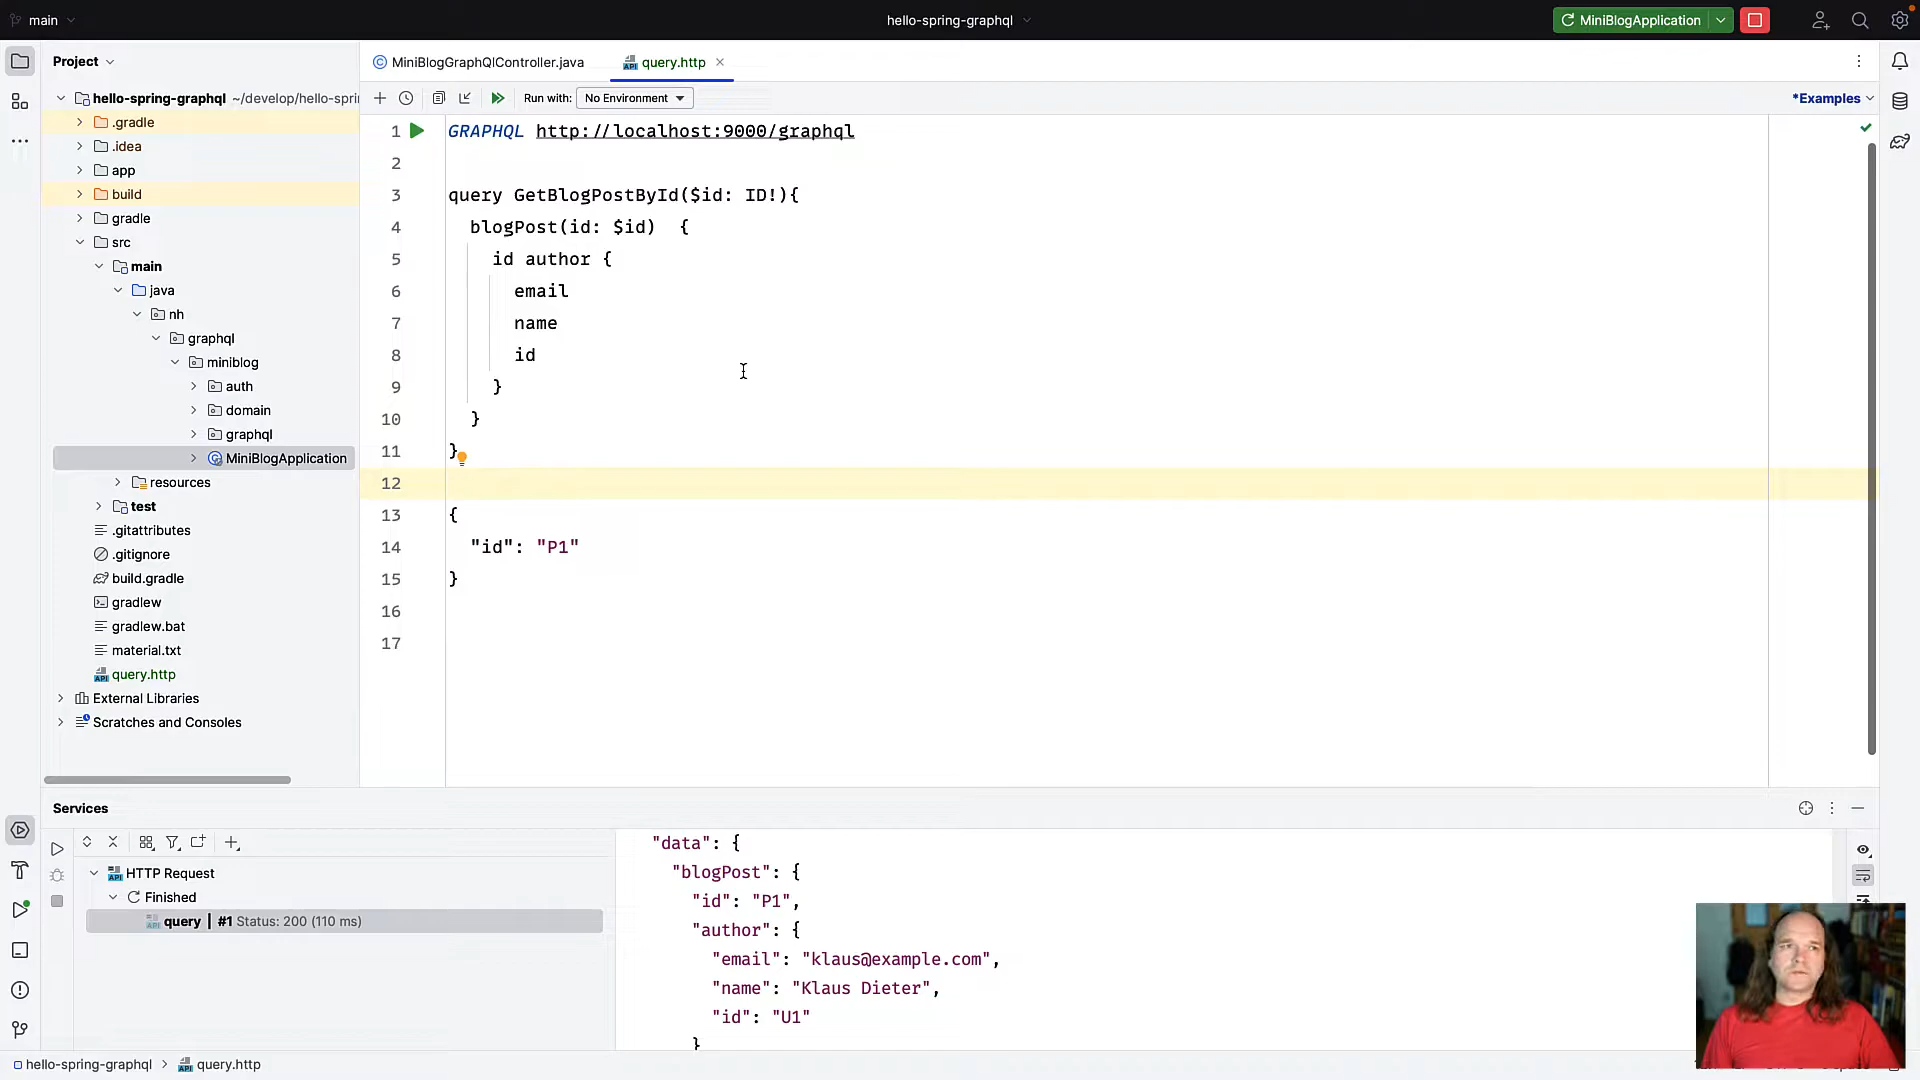 main
hello-spring-graphql
MiniBlogApplication
Project
MiniBlogGraphQlController.java
query.http
hello-spring-graphql ~/develop/hello-spri
Run with:
No Environment
*Examples
.gradle
.idea
app
build
gradle
src
main
java
nh
graphql
miniblog
auth
domain
graphql
MiniBlogApplication
resources
test
.gitattributes
.gitignore
build.gradle
gradlew
gradlew.bat
material.txt
query.http
External Libraries
Scratches and Consoles
1 GRAPHQL http://localhost:9000/graphql
2
3 query GetBlogPostById($id: ID!){
4 blogPost(id: $id)  {
5 id author {
6 email
7 name
8 id
9 }
10 }
11 }
12
13 {
14 "id": "P1"
15 }
16
17
Services
HTTP Request
Finished
query | #1 Status: 200 (110 ms)
"data": {
"blogPost": {
"id": "P1",
"author": {
"email": "klaus@example.com",
"name": "Klaus Dieter",
"id": "U1"
}
hello-spring-graphql > query.http